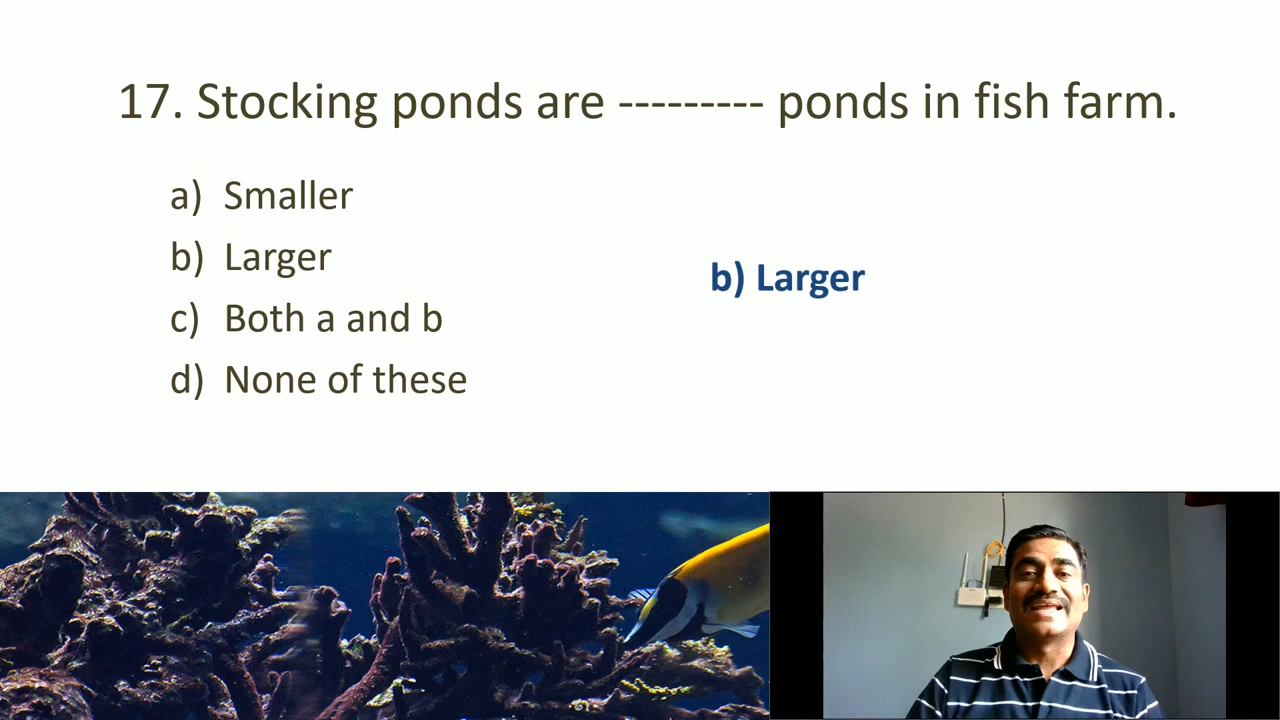 17. Stocking ponds are --------- ponds in fish farm.
a) Smaller
b) Larger
c) Both a and b
d) None of these
b) Larger